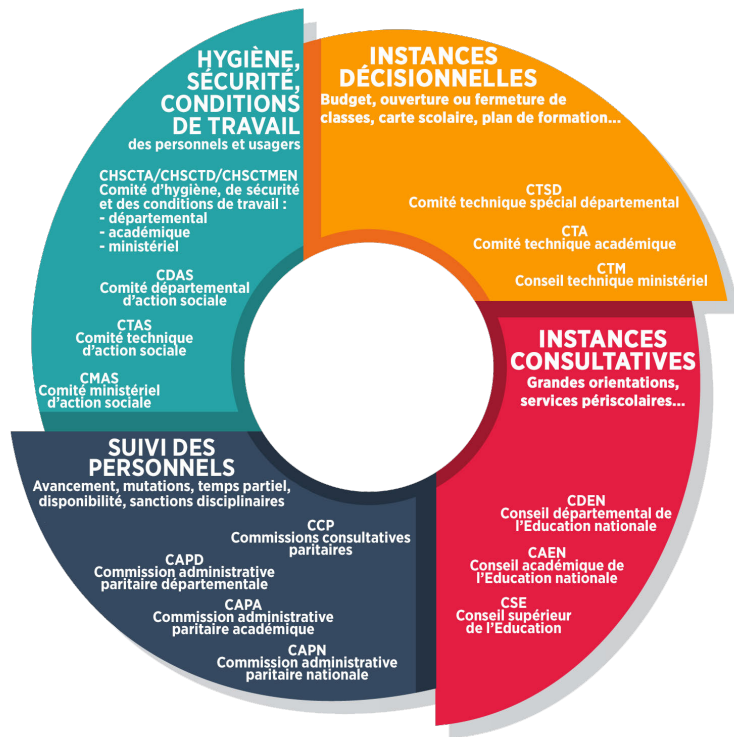 HYGIÈNE,
SÉCURITÉ,
CONDITIONS
DE TRAVAIL
des personnels et usagers
CHSCTA/CHSCTD/CHSCTMEN
Comité d'hygiène, de sécurité
et des conditions de travail :
- départemental
- académique
- ministériel
CDAS
Comité départemental
d'action sociale
CTAS
Comité technique
d'action sociale
CMAS
Comité ministériel
d'action sociale
INSTANCES
DÉCISIONNELLES
Budget, ouverture ou fermeture de
classes, carte scolaire, plan de formation...
CTSD
Comité technique spécial départemental
CTA
Comité technique académique
CTM
Conseil technique ministériel
INSTANCES
CONSULTATIVES
Grandes orientations,
services périscolaires...
CDEN
Conseil départemental de
l'Education nationale
CAEN
Conseil académique de
l'Education nationale
CSE
Conseil supérieur
de l'Education
SUIVI DES
PERSONNELS
Avancement, mutations, temps partiel,
disponibilité, sanctions disciplinaires
CCP
Commissions consultatives
paritaires
CAPD
Commission administrative
paritaire départementale
CAPA
Commission administrative
paritaire académique
CAPN
Commission administrative
paritaire nationale